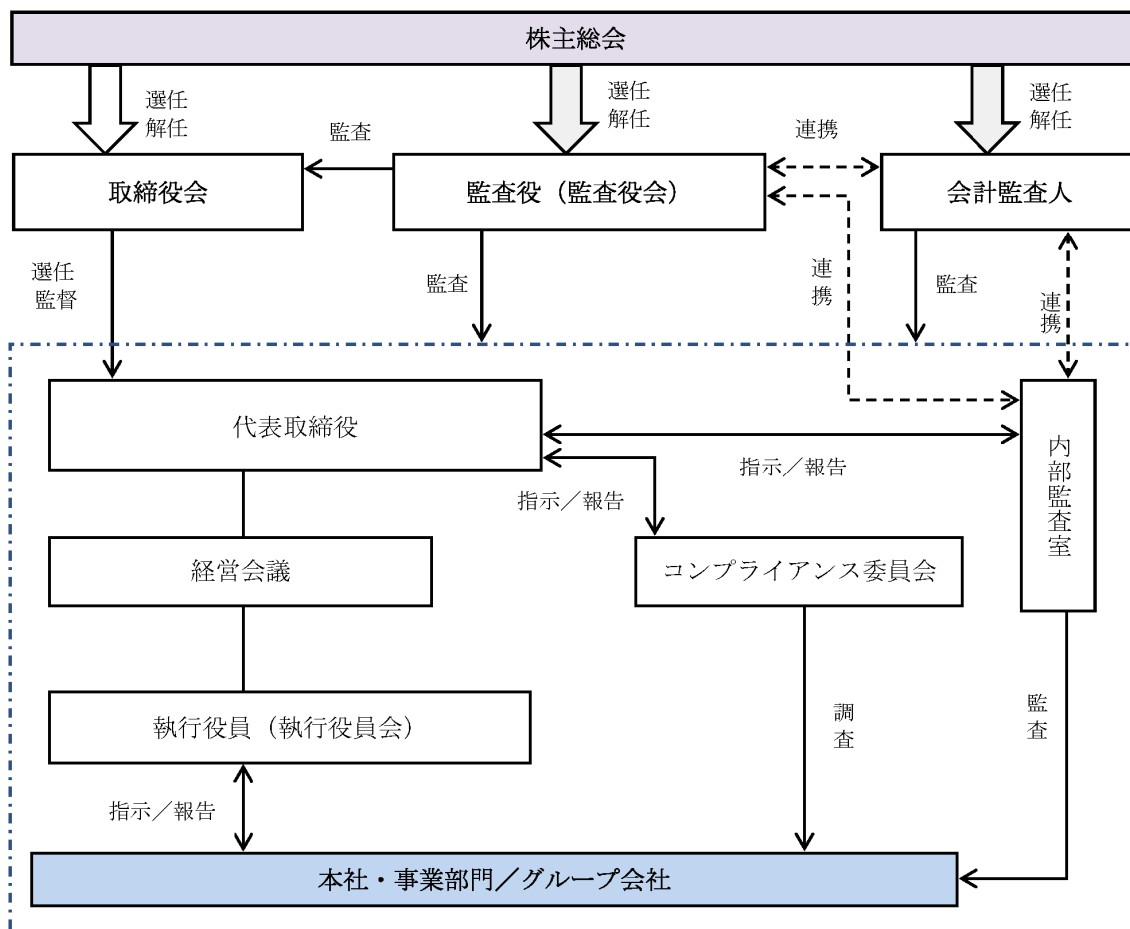 株主総会
選任
解任
選任
解任
選任
解任
監査
連携
取締役会
監査役（監査役会）
会計監査人
選任
監督
監査
連携
監査
連携
代表取締役
指示／報告
指示／報告
内部監査室
経営会議
コンプライアンス委員会
執行役員（執行役員会）
調査
監査
指示／報告
本社・事業部門／グループ会社